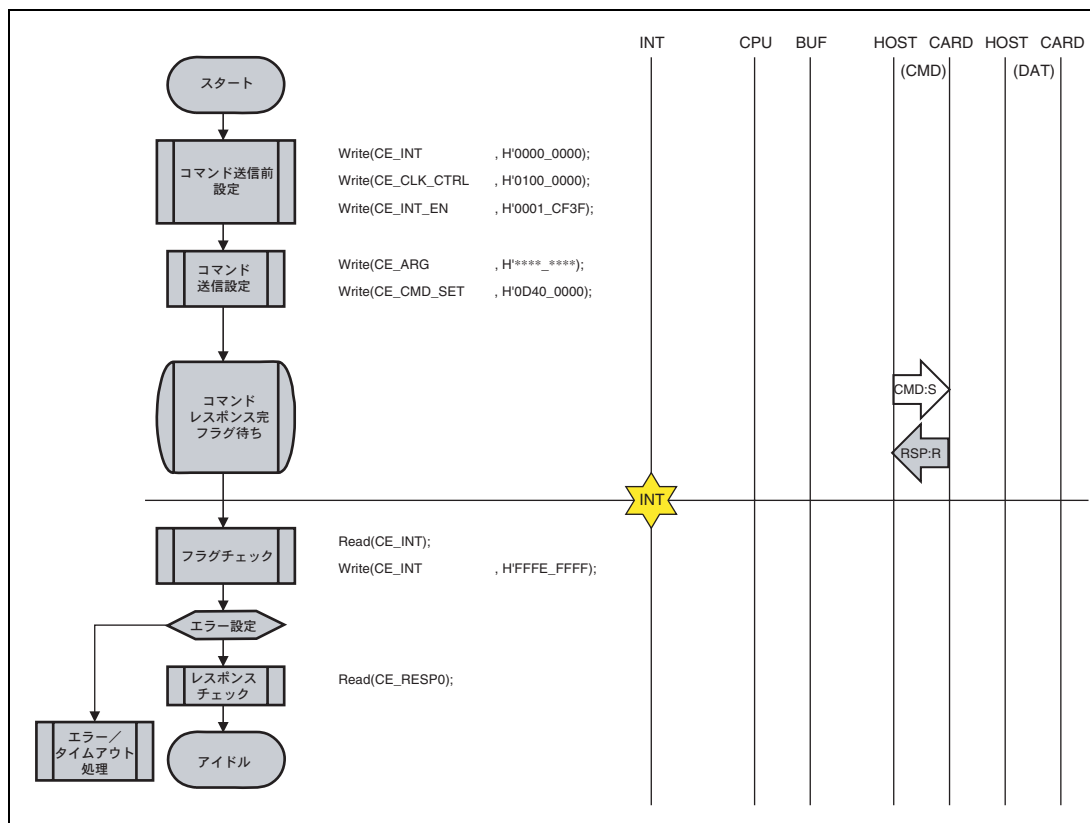 INT CPU BUF HOST CARD HOST CARD
(CMD) (DAT)
スタート
コマンド送信前
設定
Write(CE_INT , H'0000_0000);
Write(CE_CLK_CTRL , H'0100_0000);
Write(CE_INT_EN , H'0001_CF3F);
コマンド
送信設定
Write(CE_ARG , H'****_****);
Write(CE_CMD_SET , H'0D40_0000);
コマンド
レスポンス完
フラグ待ち
CMD:S
RSP:R
INT
フラグチェック
Read(CE_INT);
Write(CE_INT , H'FFFE_FFFF);
エラー設定
レスポンス
チェック
Read(CE_RESP0);
エラー/
タイムアウト
処理
アイドル